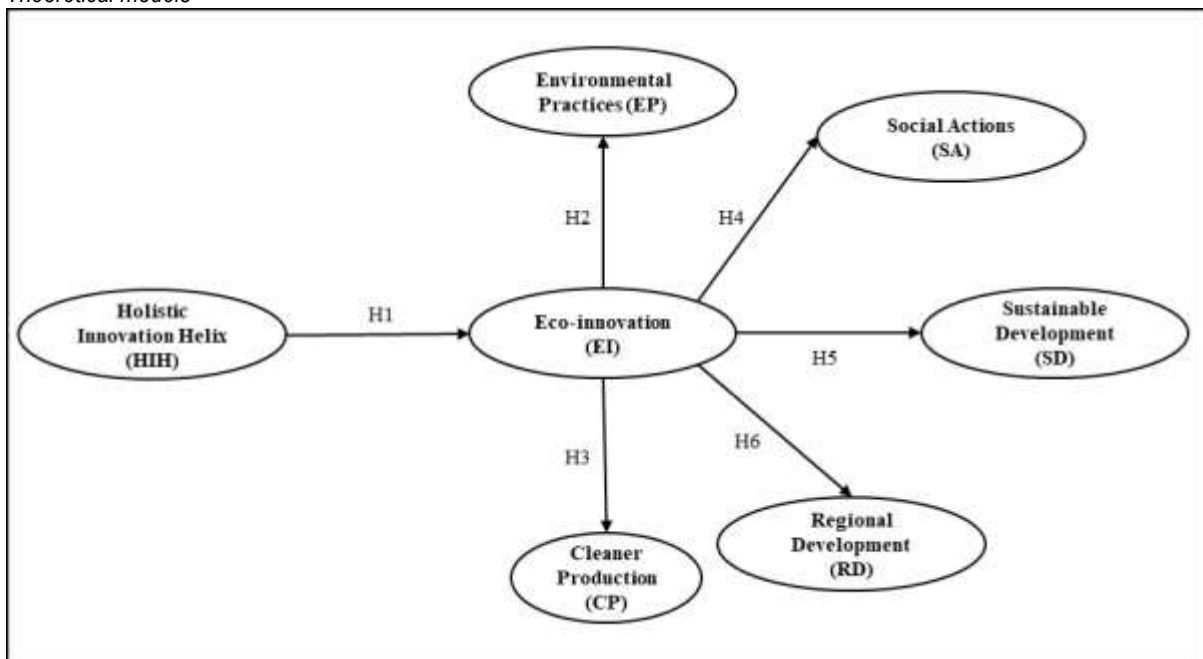 Theoretical models
Environmental
Practices (EP)
Social Actions
(SA)
H2
H4
Holistic
Innovation Helix
(HIH)
H1
Eco-innovation
(EI)
Sustainable
Development
(SD)
H5
H3
H6
Regional
Development
(RD)
Cleaner
Production
(CP)